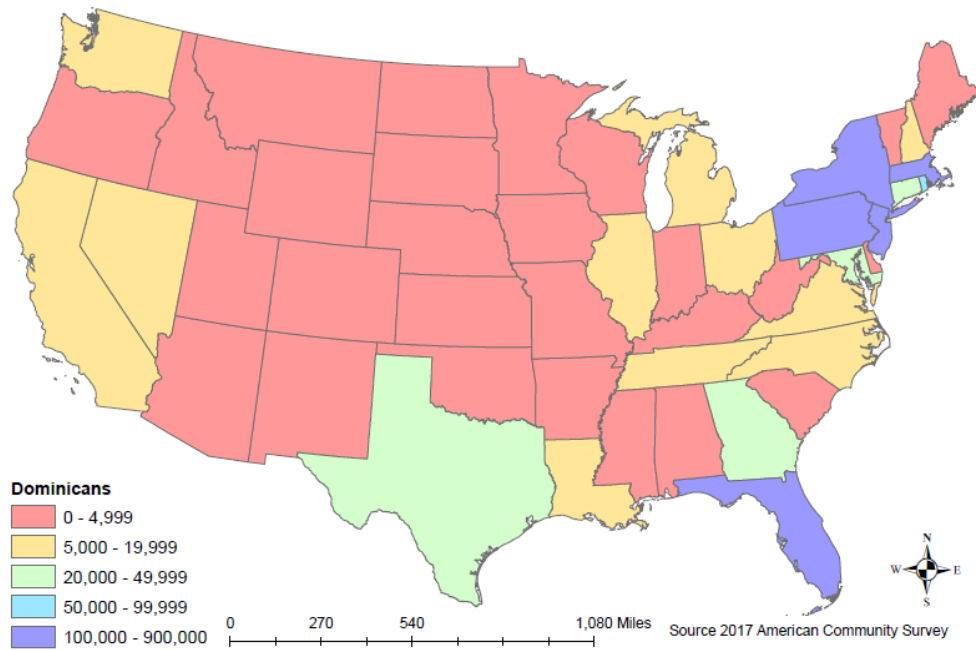 Dominicans
0 - 4,999
5,000 - 19,999
20,000 - 49,999
50,000 - 99,999
100,000 - 900,000
0 270 540 1,080 Miles
Source 2017 American Community Survey
N
W E
S